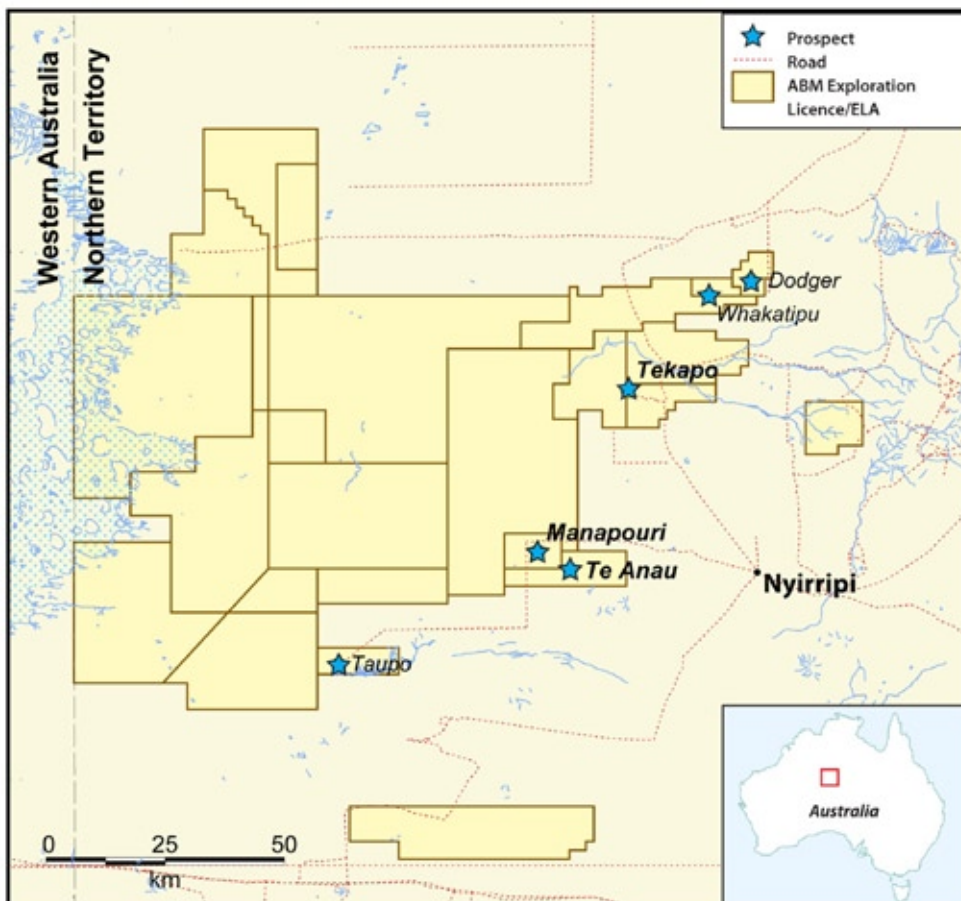 Prospect
Road
ABM Exploration
Licence/ELA
Western Australia
Northern Territory
Dodger
Whakatipu
Tekapo
Manapouri
Te Anau
Nyirripi
Taupo
0 25 50
km
Australia